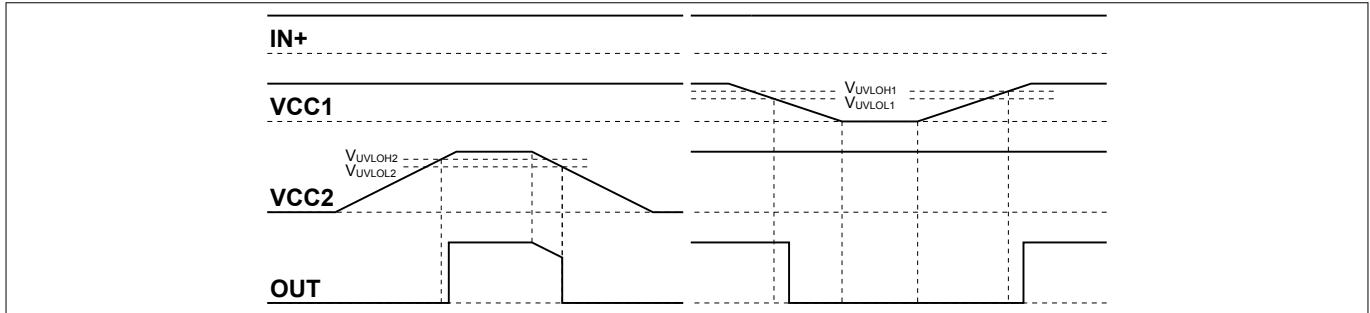 IN+
VCC1
VUVLOH1
VUVLOL1
VUVLOH2
VUVLOL2
VCC2
OUT